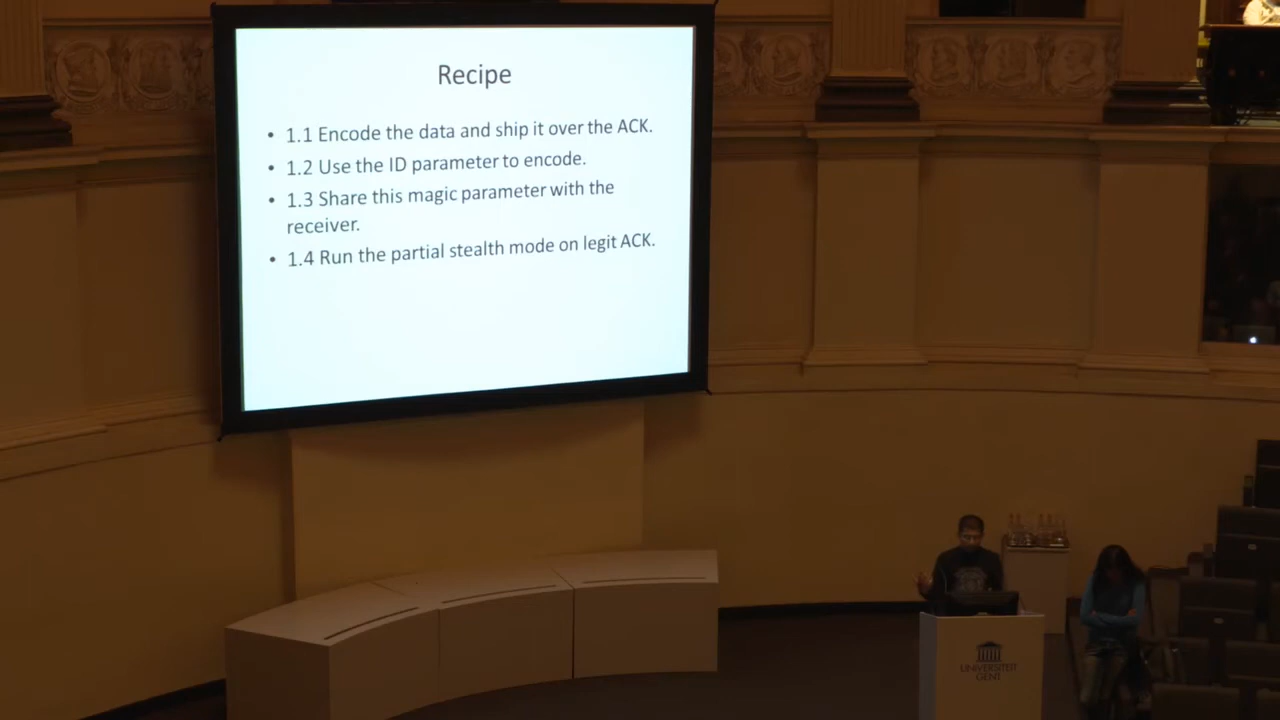 Recipe
• 1.1 Encode the data and ship it over the ACK.
• 1.2 Use the ID parameter to encode.
• 1.3 Share this magic parameter with the
receiver.
• 1.4 Run the partial stealth mode on legit ACK.
UNIVERSITEIT
GENT